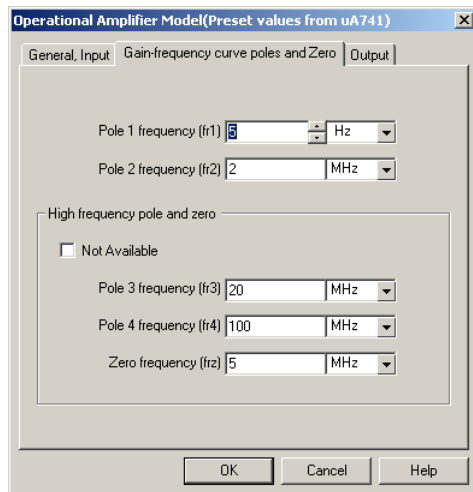 Operational Amplifier Model(Preset values from uA741)
General, Input Gain-frequency curve poles and Zero Output
Pole 1 frequency (fr1) 5 Hz
Pole 2 frequency (fr2) 2 MHz
High frequency pole and zero
Not Available
Pole 3 frequency (fr3) 20 MHz
Pole 4 frequency (fr4) 100 MHz
Zero frequency (frz) 5 MHz
OK Cancel Help